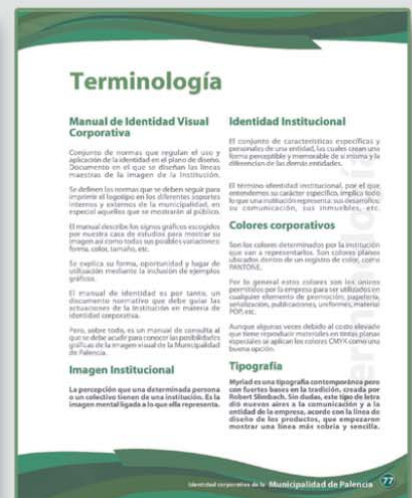 Terminología
Manual de Identidad Visual
Corporativa
Conjunto de normas que regulan el uso y
aplicación de la identidad en el plano de diseño.
Documento en el que se diseñan las líneas
maestras de la imagen de la Institución.
Se definen las normas que se deben seguir para
imprimir el logotipo en los diferentes soportes
internos y externos de la municipalidad, en
especial aquellos que se mostrarán al público.
El manual describe los signos gráficos escogidos
por nuestra casa de estudios para mostrar su
imagen así como todas sus posibles variaciones:
forma, color, tamaño, etc.
Se explica su forma, oportunidad y lugar de
utilización mediante la inclusión de ejemplos
gráficos.
El manual de identidad es por tanto, un
documento normativo que debe guiar las
actuaciones de la Institución en materia de
identidad corporativa.
Pero, sobre todo, es un manual de consulta al
que se debe acudir para conocer las posibilidades
gráficas de la imagen visual de la Municipalidad
de Palencia.
Imagen Institucional
La percepción que una determinada persona
o un colectivo tienen de una institución. Es la
imagen mental ligada a lo que ella representa.
Identidad Institucional
El conjunto de características específicas y
personales de una entidad, las cuales crean una
forma perceptible y memorable de sí misma y la
diferencian de las demás entidades.
El término identidad institucional, por el que
entendemos su carácter específico, implica todo
lo que una institución representa: sus desarrollos,
su comunicación, sus inmuebles, etc.
Colores corporativos
Son los colores determinados por la institución
que van a representarlos. Son colores planos
ubicados dentro de un registro de color, como
PANTONE.
Por lo general estos colores son los únicos
permitidos por la empresa para ser utilizados en
cualquier elemento de promoción; papelería,
señalización, publicaciones, uniformes, material
POP, etc.
Aunque algunas veces debido al costo elevado
que tiene reproducir materiales en tintas planas
especiales se aplican los colores CMYK como una
buena opción.
Tipografía
Myriad es una tipografía contemporánea pero
con fuertes bases en la tradición, creada por
Robert Slimbach. Sin dudas, este tipo de letra
dió nuevos aires a la comunicación y a la
entidad de la empresa, acorde con la línea de
diseño de los productos, que empezaron
mostrar una línea más sobria y sencilla.
Identidad corporativa de la Municipalidad de Palencia 77